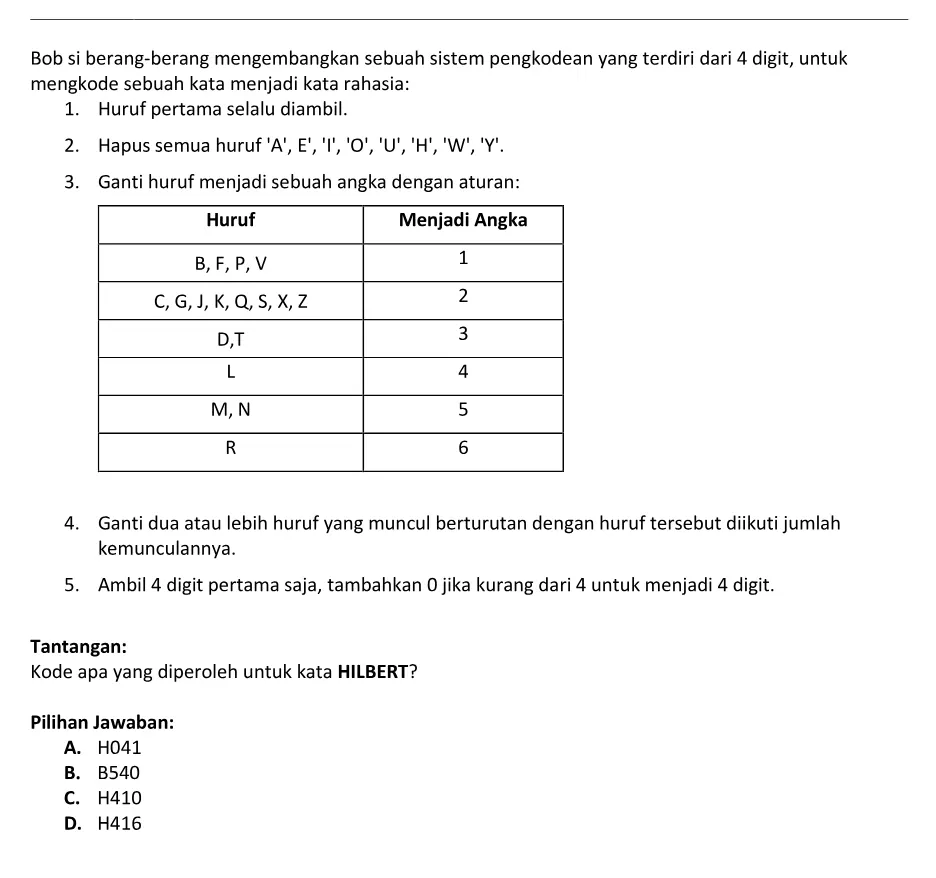 Bob si berang-berang mengembangkan sebuah sistem pengkodean yang terdiri dari 4 digit, untuk
mengkode sebuah kata menjadi kata rahasia:
1. Huruf pertama selalu diambil.
2. Hapus semua huruf 'A', E', 'I', 'O', 'U', 'H', 'W', 'Y'.
3. Ganti huruf menjadi sebuah angka dengan aturan:
Huruf Menjadi Angka
B, F, P, V 1
C, G, J, K, Q, S, X, Z 2
D,T 3
L 4
M, N 5
R 6
4. Ganti dua atau lebih huruf yang muncul berturutan dengan huruf tersebut diikuti jumlah
kemunculannya.
5. Ambil 4 digit pertama saja, tambahkan 0 jika kurang dari 4 untuk menjadi 4 digit.
Tantangan:
Kode apa yang diperoleh untuk kata HILBERT?
Pilihan Jawaban:
A. H041
B. B540
C. H410
D. H416